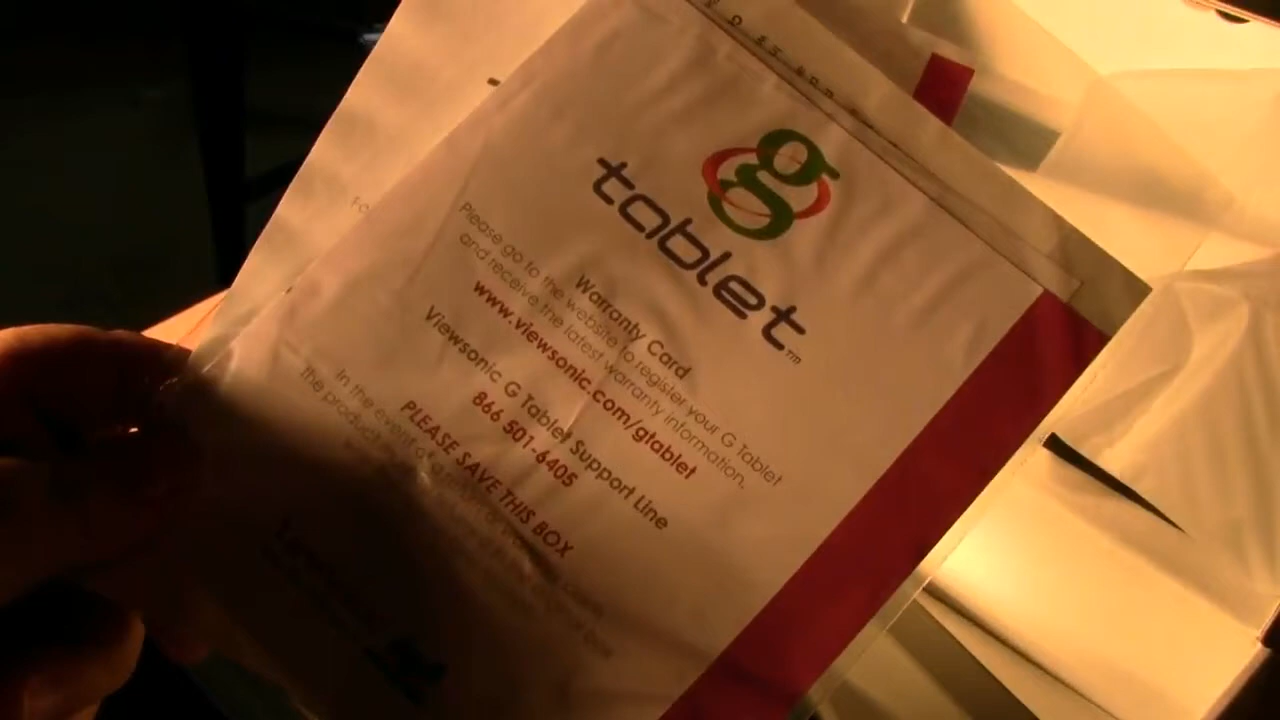 g
tablet™
Warranty Card
Please go to the website to register your G Tablet
and receive the latest warranty information.
www.viewsonic.com/gtablet
Viewsonic G Tablet Support Line
866 501-6405
PLEASE SAVE THIS BOX
In the event of a
the product